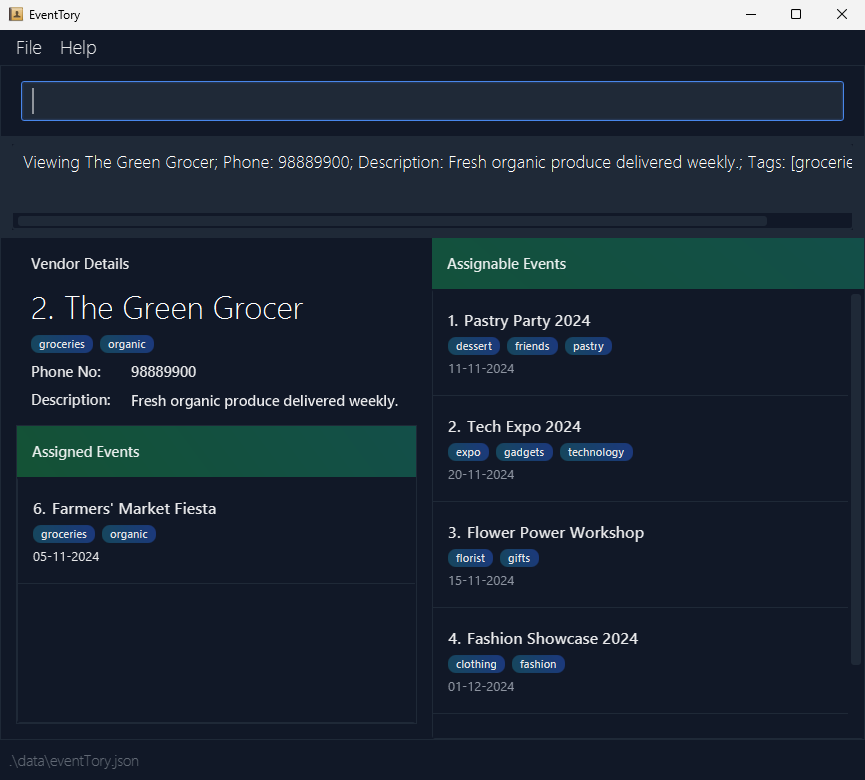 EventTory
File Help
Viewing The Green Grocer; Phone: 98889900; Description: Fresh organic produce delivered weekly.; Tags: [grocerie
Vendor Details
2. The Green Grocer
groceries organic
Phone No: 98889900
Description: Fresh organic produce delivered weekly.
Assigned Events
6. Farmers' Market Fiesta
groceries organic
05-11-2024
Assignable Events
1. Pastry Party 2024
dessert friends pastry
11-11-2024
2. Tech Expo 2024
expo gadgets technology
20-11-2024
3. Flower Power Workshop
florist gifts
15-11-2024
4. Fashion Showcase 2024
clothing fashion
01-12-2024
.\data\eventTory.json